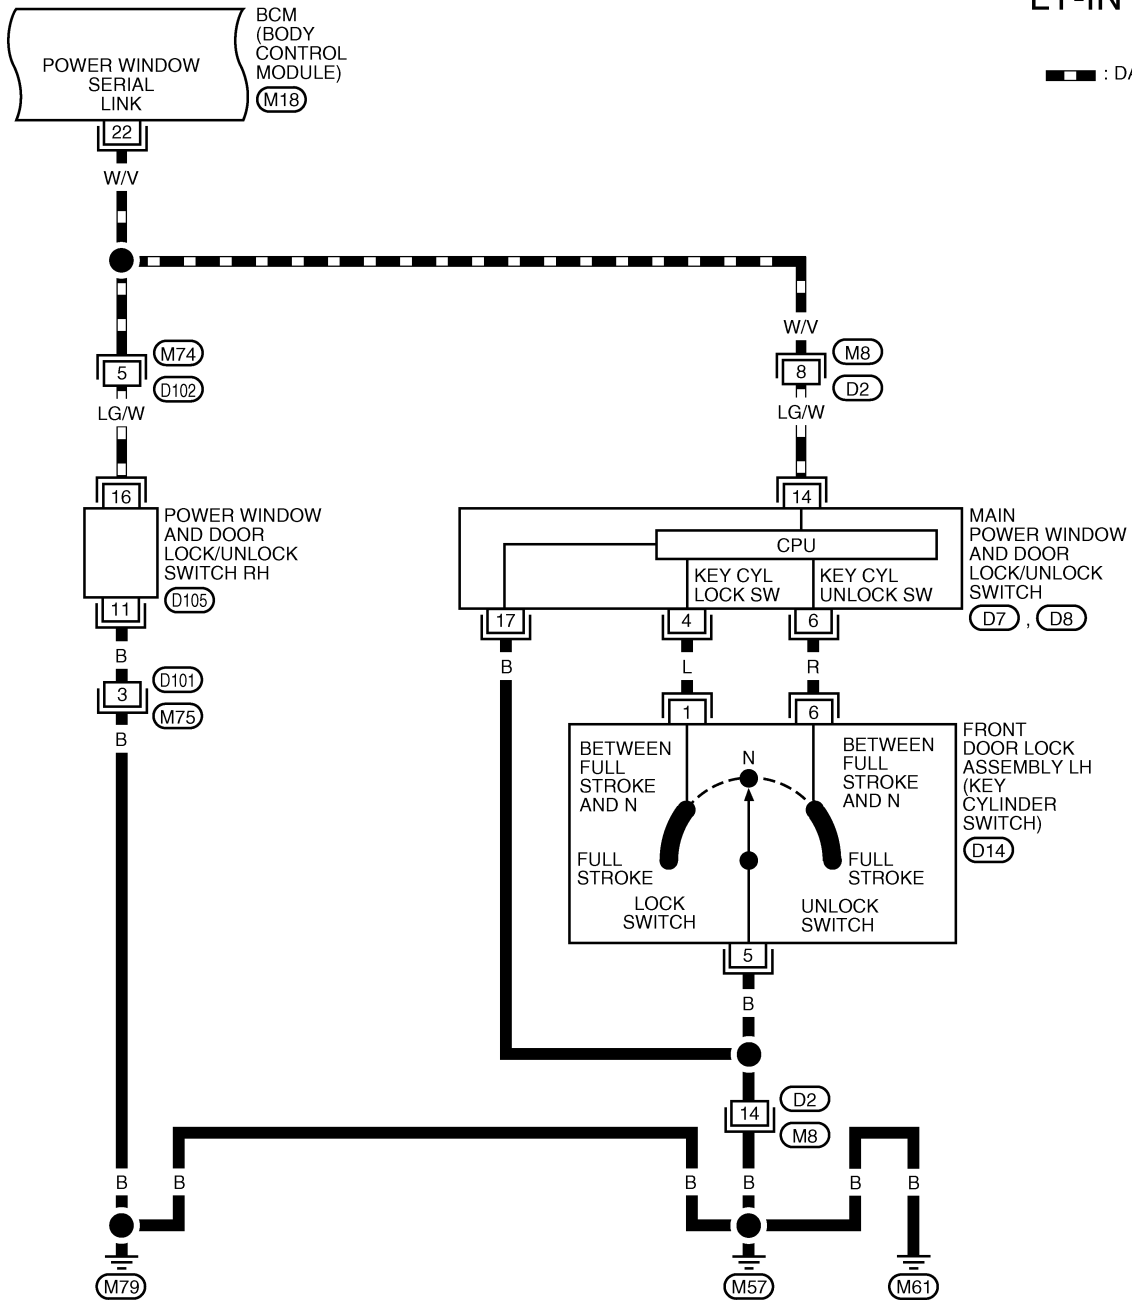 BCM
(BODY
CONTROL
MODULE)
M18
POWER WINDOW
SERIAL
LINK
22
W/V
W/V
M74
5
D102
M8
8
D2
LG/W
LG/W
16
POWER WINDOW
AND DOOR
LOCK/UNLOCK
SWITCH RH
D105
11
14
MAIN
POWER WINDOW
AND DOOR
LOCK/UNLOCK
SWITCH
D7 , D8
CPU
KEY CYL
LOCK SW
KEY CYL
UNLOCK SW
17
4
6
B
B
L
R
D101
3
M75
B
1
6
FRONT
DOOR LOCK
ASSEMBLY LH
(KEY
CYLINDER
SWITCH)
D14
BETWEEN
FULL
STROKE
AND N
N
BETWEEN
FULL
STROKE
AND N
FULL
STROKE
FULL
STROKE
LOCK
SWITCH
UNLOCK
SWITCH
5
B
14
D2
M8
B
B
B
B
B
B
M79
M57
M61